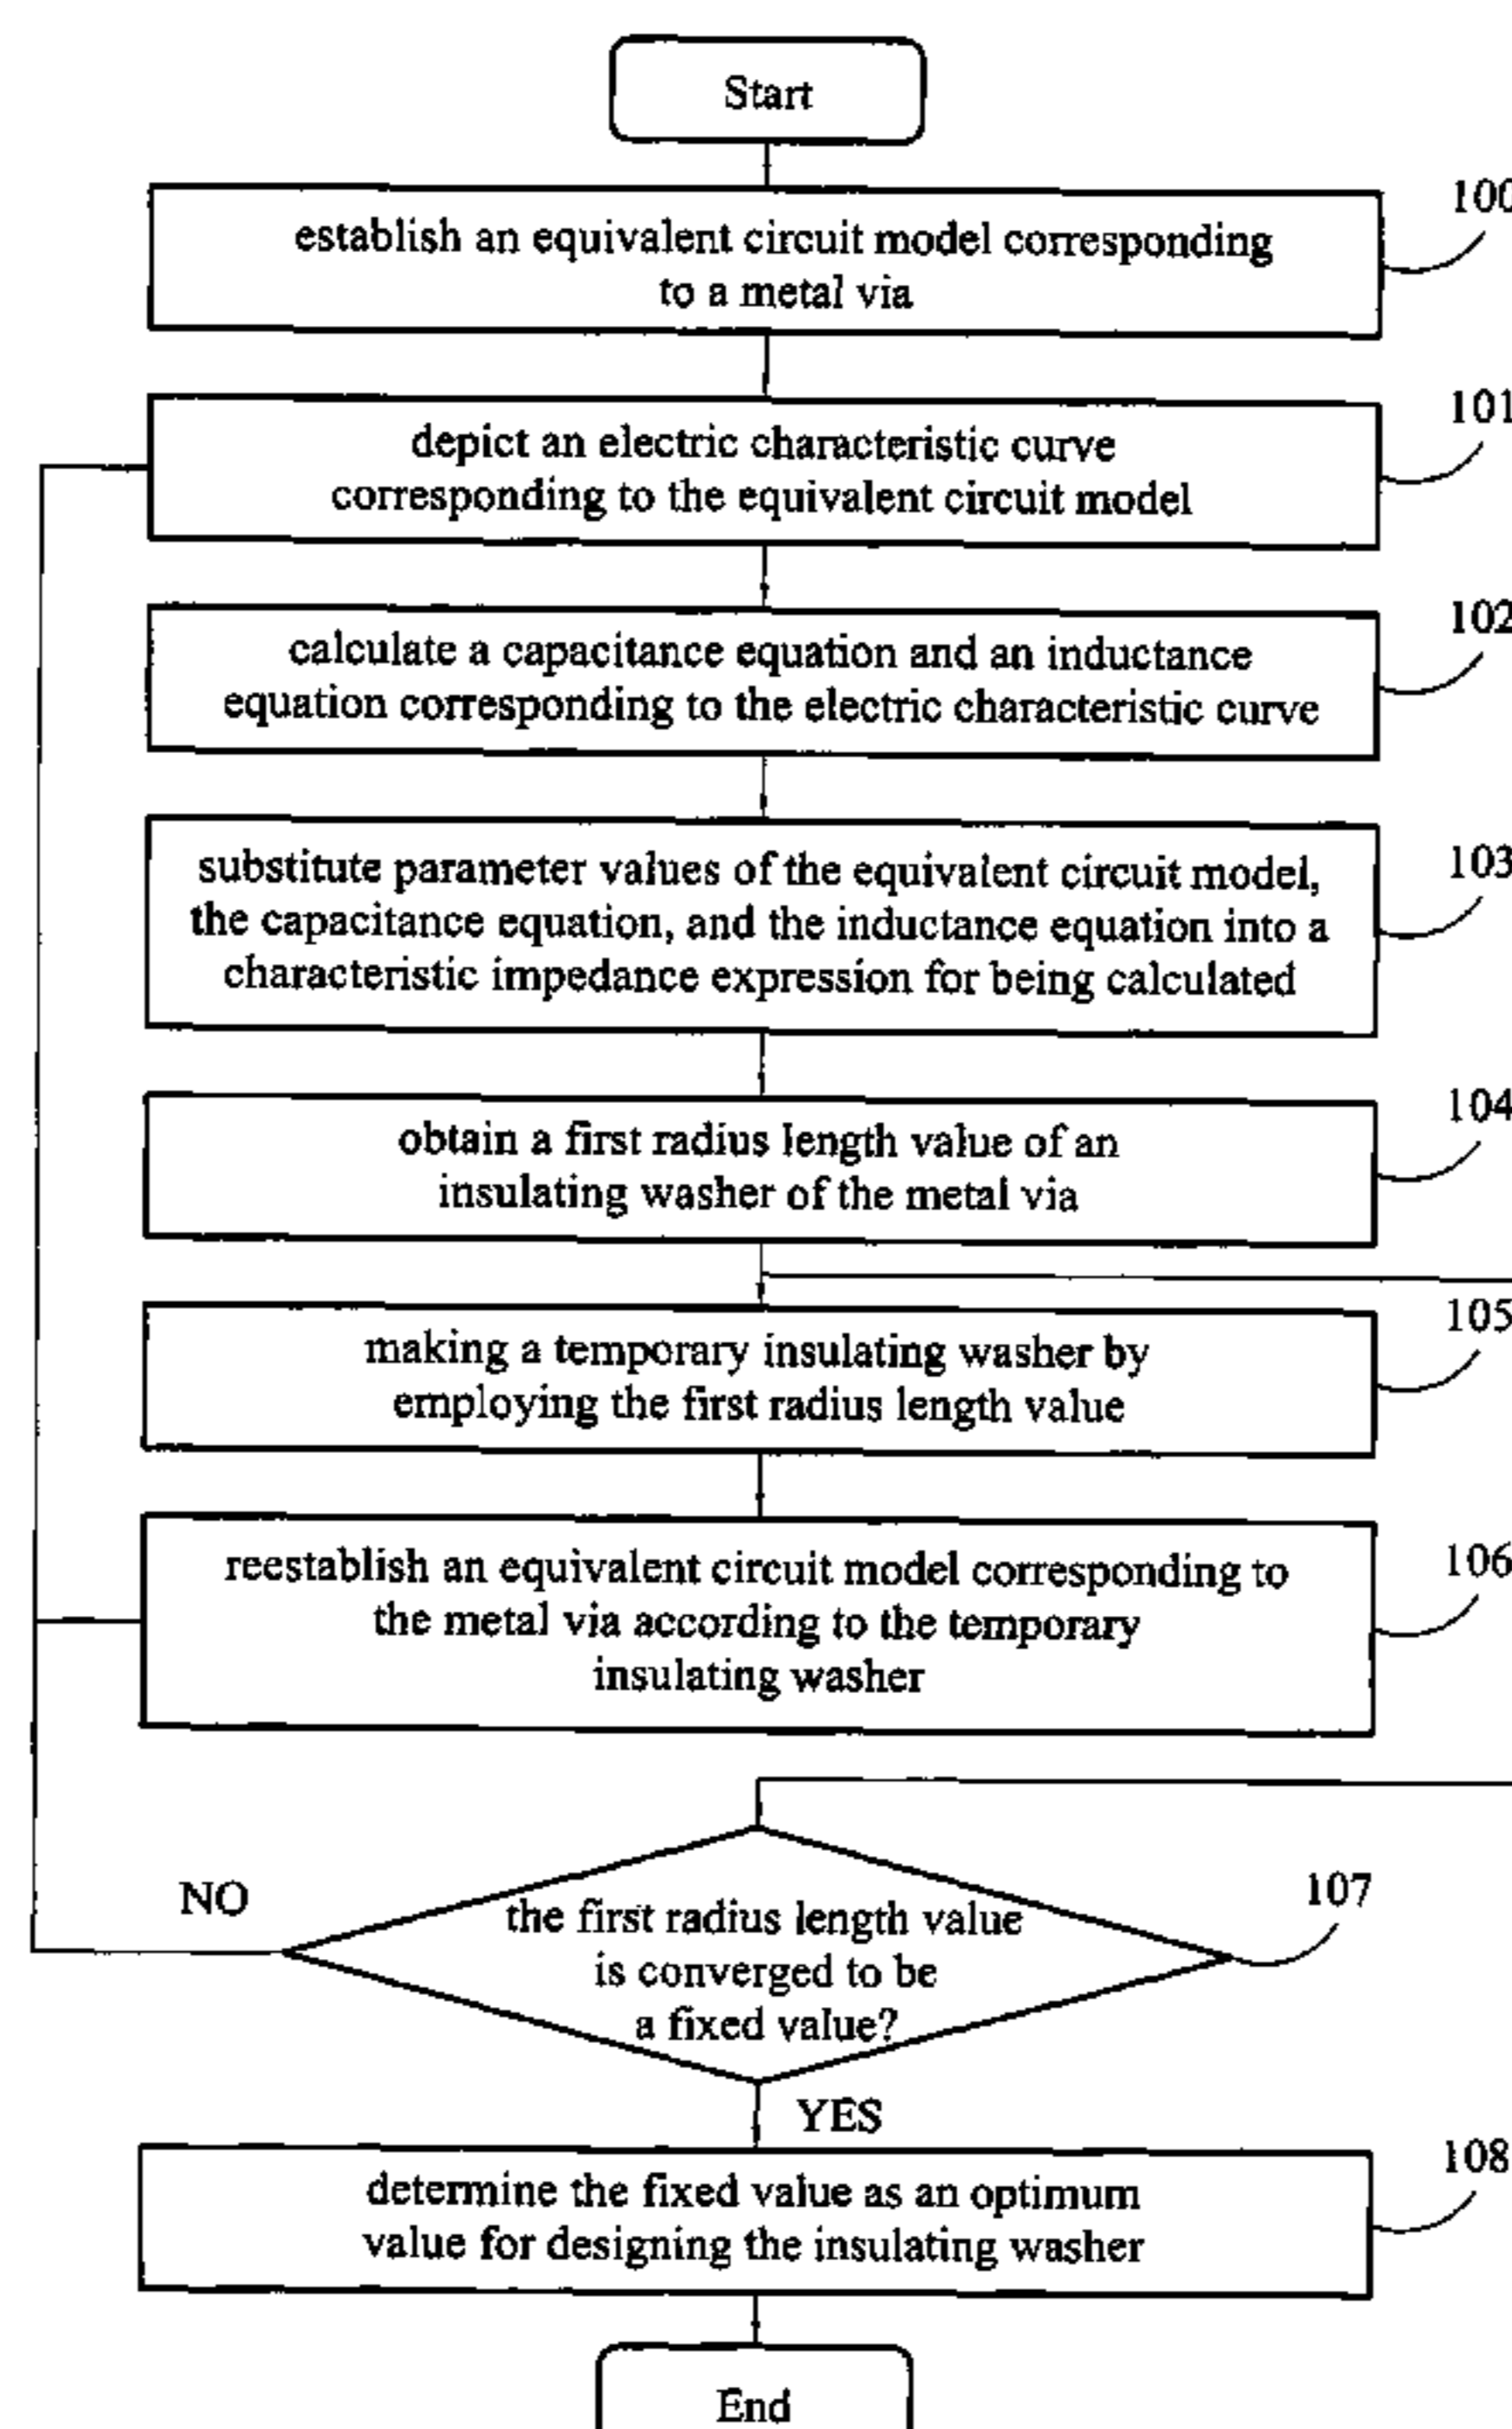 Start
100
establish an equivalent circuit model corresponding
to a metal via
101
depict an electric characteristic curve
corresponding to the equivalent circuit model
102
calculate a capacitance equation and an inductance
equation corresponding to the electric characteristic curve
103
substitute parameter values of the equivalent circuit model,
the capacitance equation, and the inductance equation into a
characteristic impedance expression for being calculated
104
obtain a first radius length value of an
insulating washer of the metal via
105
making a temporary insulating washer by
employing the first radius length value
106
reestablish an equivalent circuit model corresponding to
the metal via according to the temporary
insulating washer
107
NO
the first radius length value
is converged to be
a fixed value?
YES
108
determine the fixed value as an optimum
value for designing the insulating washer
End